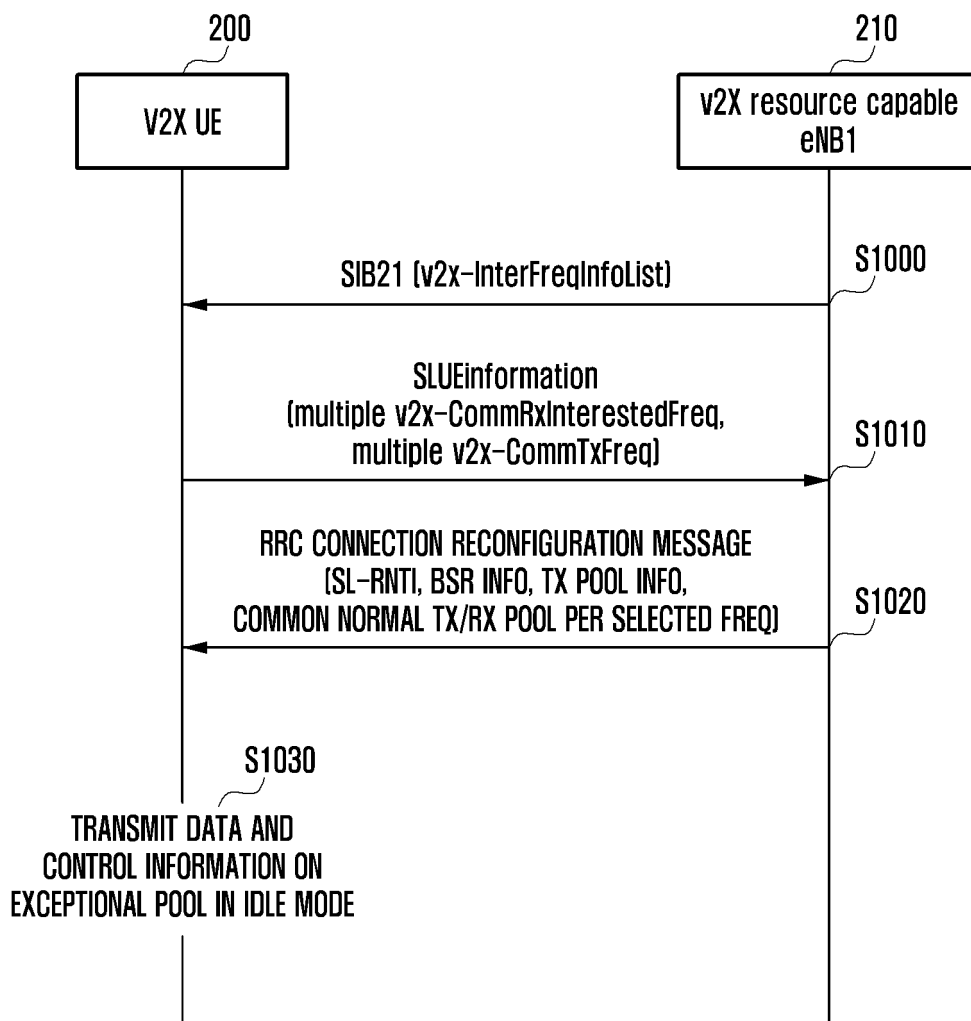 200
210
V2X UE
v2X resource capable
eNB1
S1000
SIB21 (v2x-InterFreqInfoList)
SLUEinformation
(multiple v2x-CommRxInterestedFreq,
multiple v2x-CommTxFreq)
S1010
RRC CONNECTION RECONFIGURATION MESSAGE
(SL-RNTI, BSR INFO, TX POOL INFO,
COMMON NORMAL TX/RX POOL PER SELECTED FREQ)
S1020
S1030
TRANSMIT DATA AND
CONTROL INFORMATION ON
EXCEPTIONAL POOL IN IDLE MODE